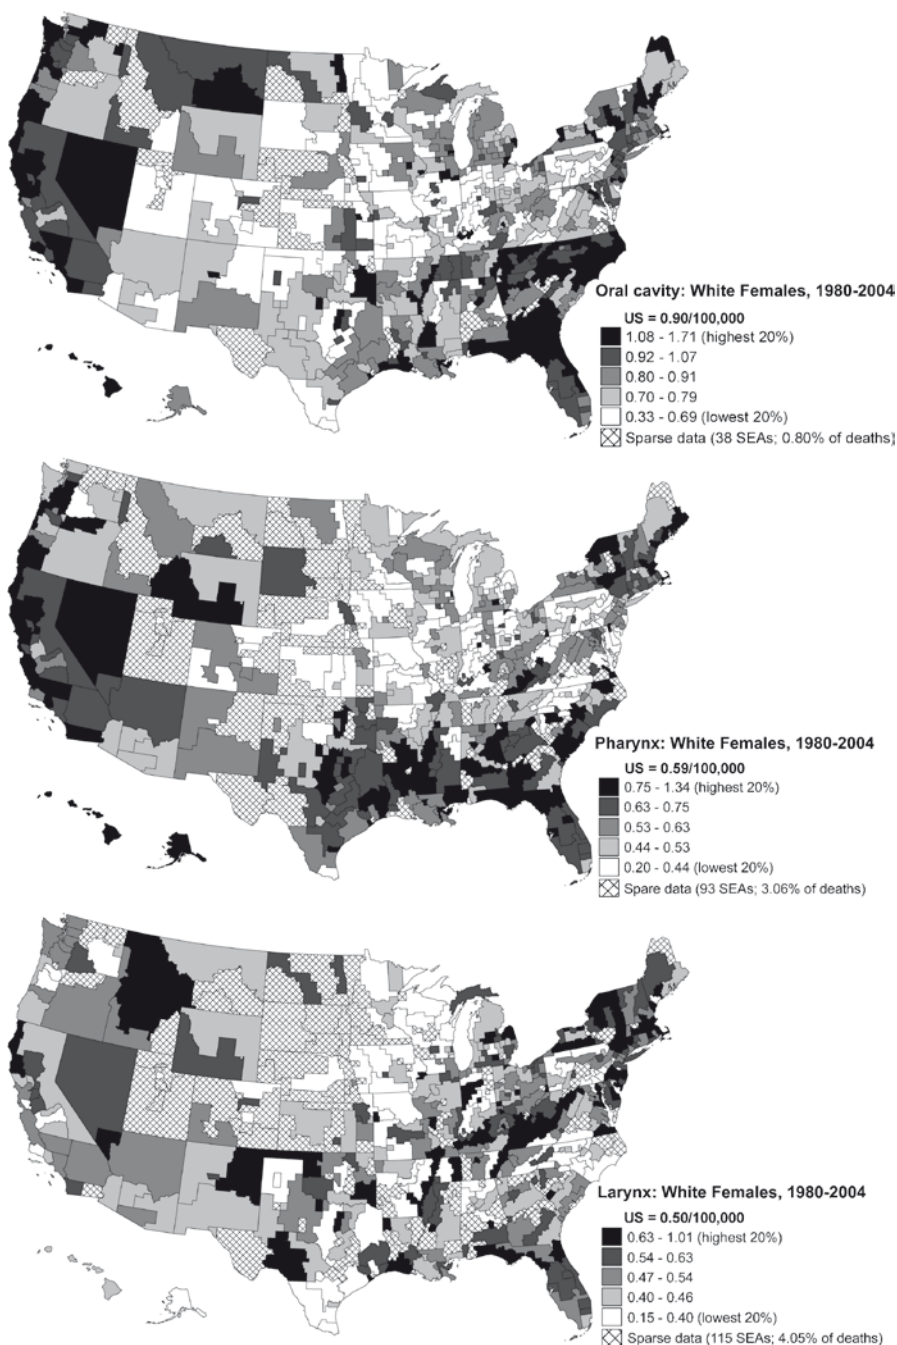 Oral cavity: White Females, 1980-2004
US = 0.90/100,000
1.08 - 1.71 (highest 20%)
0.92 - 1.07
0.80 - 0.91
0.70 - 0.79
0.33 - 0.69 (lowest 20%)
Sparse data (38 SEAs; 0.80% of deaths)
Pharynx: White Females, 1980-2004
US = 0.59/100,000
0.75 - 1.34 (highest 20%)
0.63 - 0.75
0.53 - 0.63
0.44 - 0.53
0.20 - 0.44 (lowest 20%)
Spare data (93 SEAs; 3.06% of deaths)
Larynx: White Females, 1980-2004
US = 0.50/100,000
0.63 - 1.01 (highest 20%)
0.54 - 0.63
0.47 - 0.54
0.40 - 0.46
0.15 - 0.40 (lowest 20%)
Sparse data (115 SEAs; 4.05% of deaths)